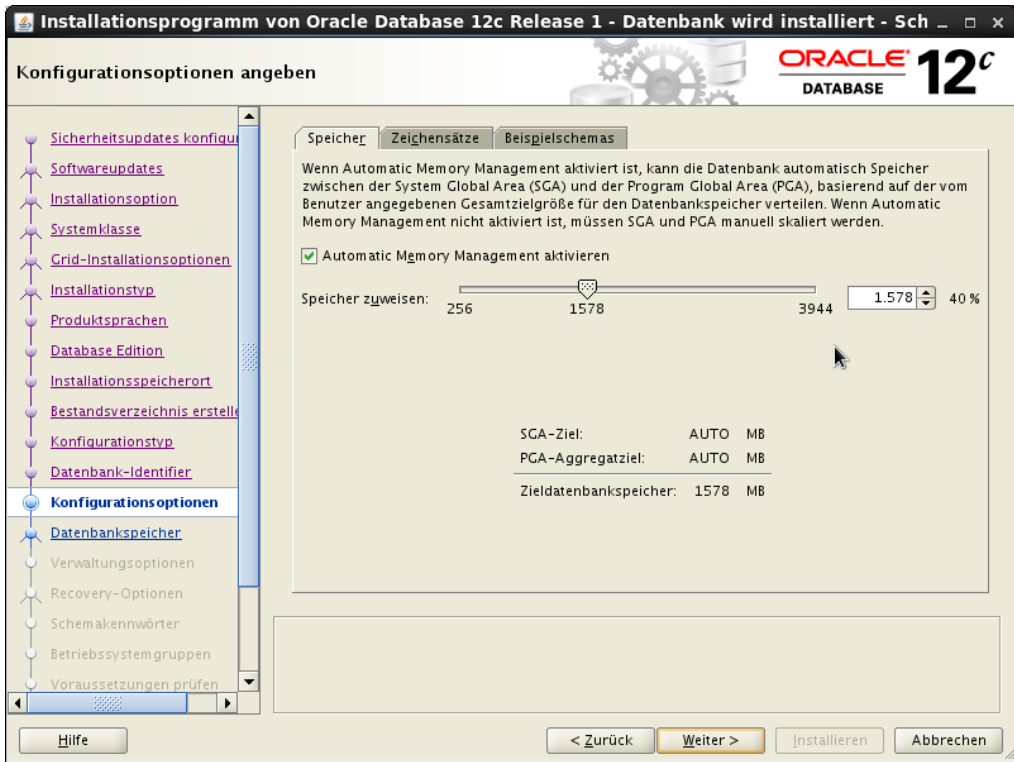 Installationsprogramm von Oracle Database 12c Release 1 - Datenbank wird installiert - Sch
Konfigurationsoptionen angeben
ORACLE
DATABASE
12c
Sicherheitsupdates konfigu
Softwareupdates
Installationsoption
Systemklasse
Grid-Installationsoptionen
Installationstyp
Produktsprachen
Database Edition
Installationsspeicherort
Bestandsverzeichnis erstelle
Konfigurationstyp
Datenbank-Identifier
Konfigurationsoptionen
Datenbankspeicher
Verwaltungsoptionen
Recovery-Optionen
Schemakennwörter
Betriebssystemgruppen
Voraussetzungen prüfen
Speicher Zeichensätze Beispielschemas
Wenn Automatic Memory Management aktiviert ist, kann die Datenbank automatisch Speicher
zwischen der System Global Area (SGA) und der Program Global Area (PGA), basierend auf der vom
Benutzer angegebenen Gesamtzielgröße für den Datenbankspeicher verteilen. Wenn Automatic
Memory Management nicht aktiviert ist, müssen SGA und PGA manuell skaliert werden.
Automatic Memory Management aktivieren
Speicher zuweisen: 1.578 40 %
256 1578 3944
SGA-Ziel: AUTO MB
PGA-Aggregatziel: AUTO MB
Zieldatenbankspeicher: 1578 MB
Hilfe < Zurück Weiter > Installieren Abbrechen